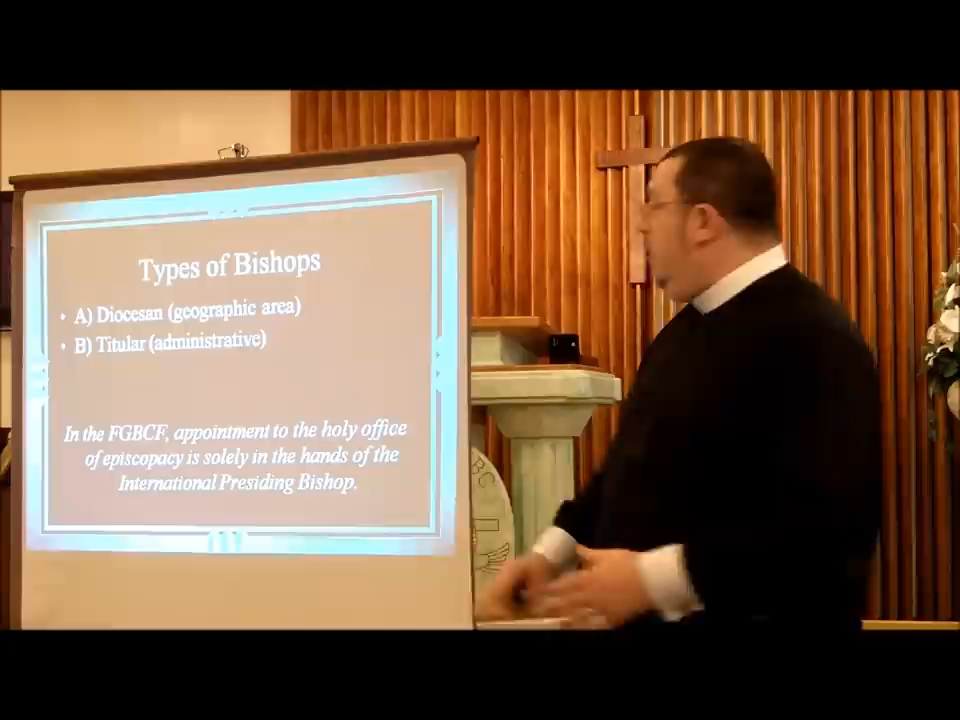 Types of Bishops
• A) Diocesan (geographic area)
• B) Titular (administrative)
In the FGBCF, appointment to the holy office
of episcopacy is solely in the hands of the
International Presiding Bishop.